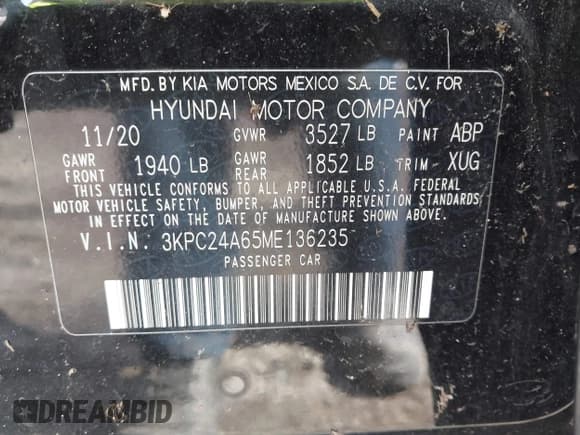 MFD. BY KIA MOTORS MEXICO S.A. DE C.V. FOR
HYUNDAI MOTOR COMPANY
11/20 GVWR 3527 LB PAINT ABP
GAWR FRONT 1940 LB GAWR REAR 1852 LB TRIM XUG
THIS VEHICLE CONFORMS TO ALL APPLICABLE U.S.A. FEDERAL
MOTOR VEHICLE SAFETY, BUMPER, AND THEFT PREVENTION STANDARDS
IN EFFECT ON THE DATE OF MANUFACTURE SHOWN ABOVE.
V.I.N. 3KPC24A65ME136235
PASSENGER CAR
DREAMBID